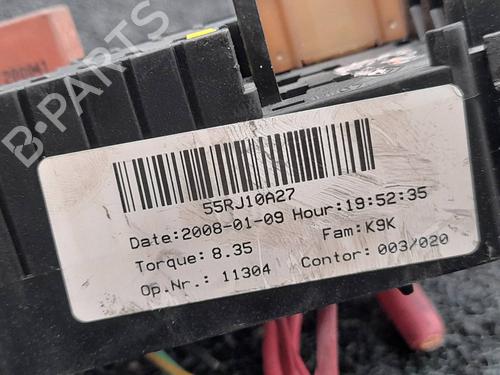 200041
B-PARTS
55RJ10A27
Date:2008-01-09 Hour:19:52:35
Torque: 8.35 Fam:K9K
Op.Nr.: 11304 Contor: 003/020